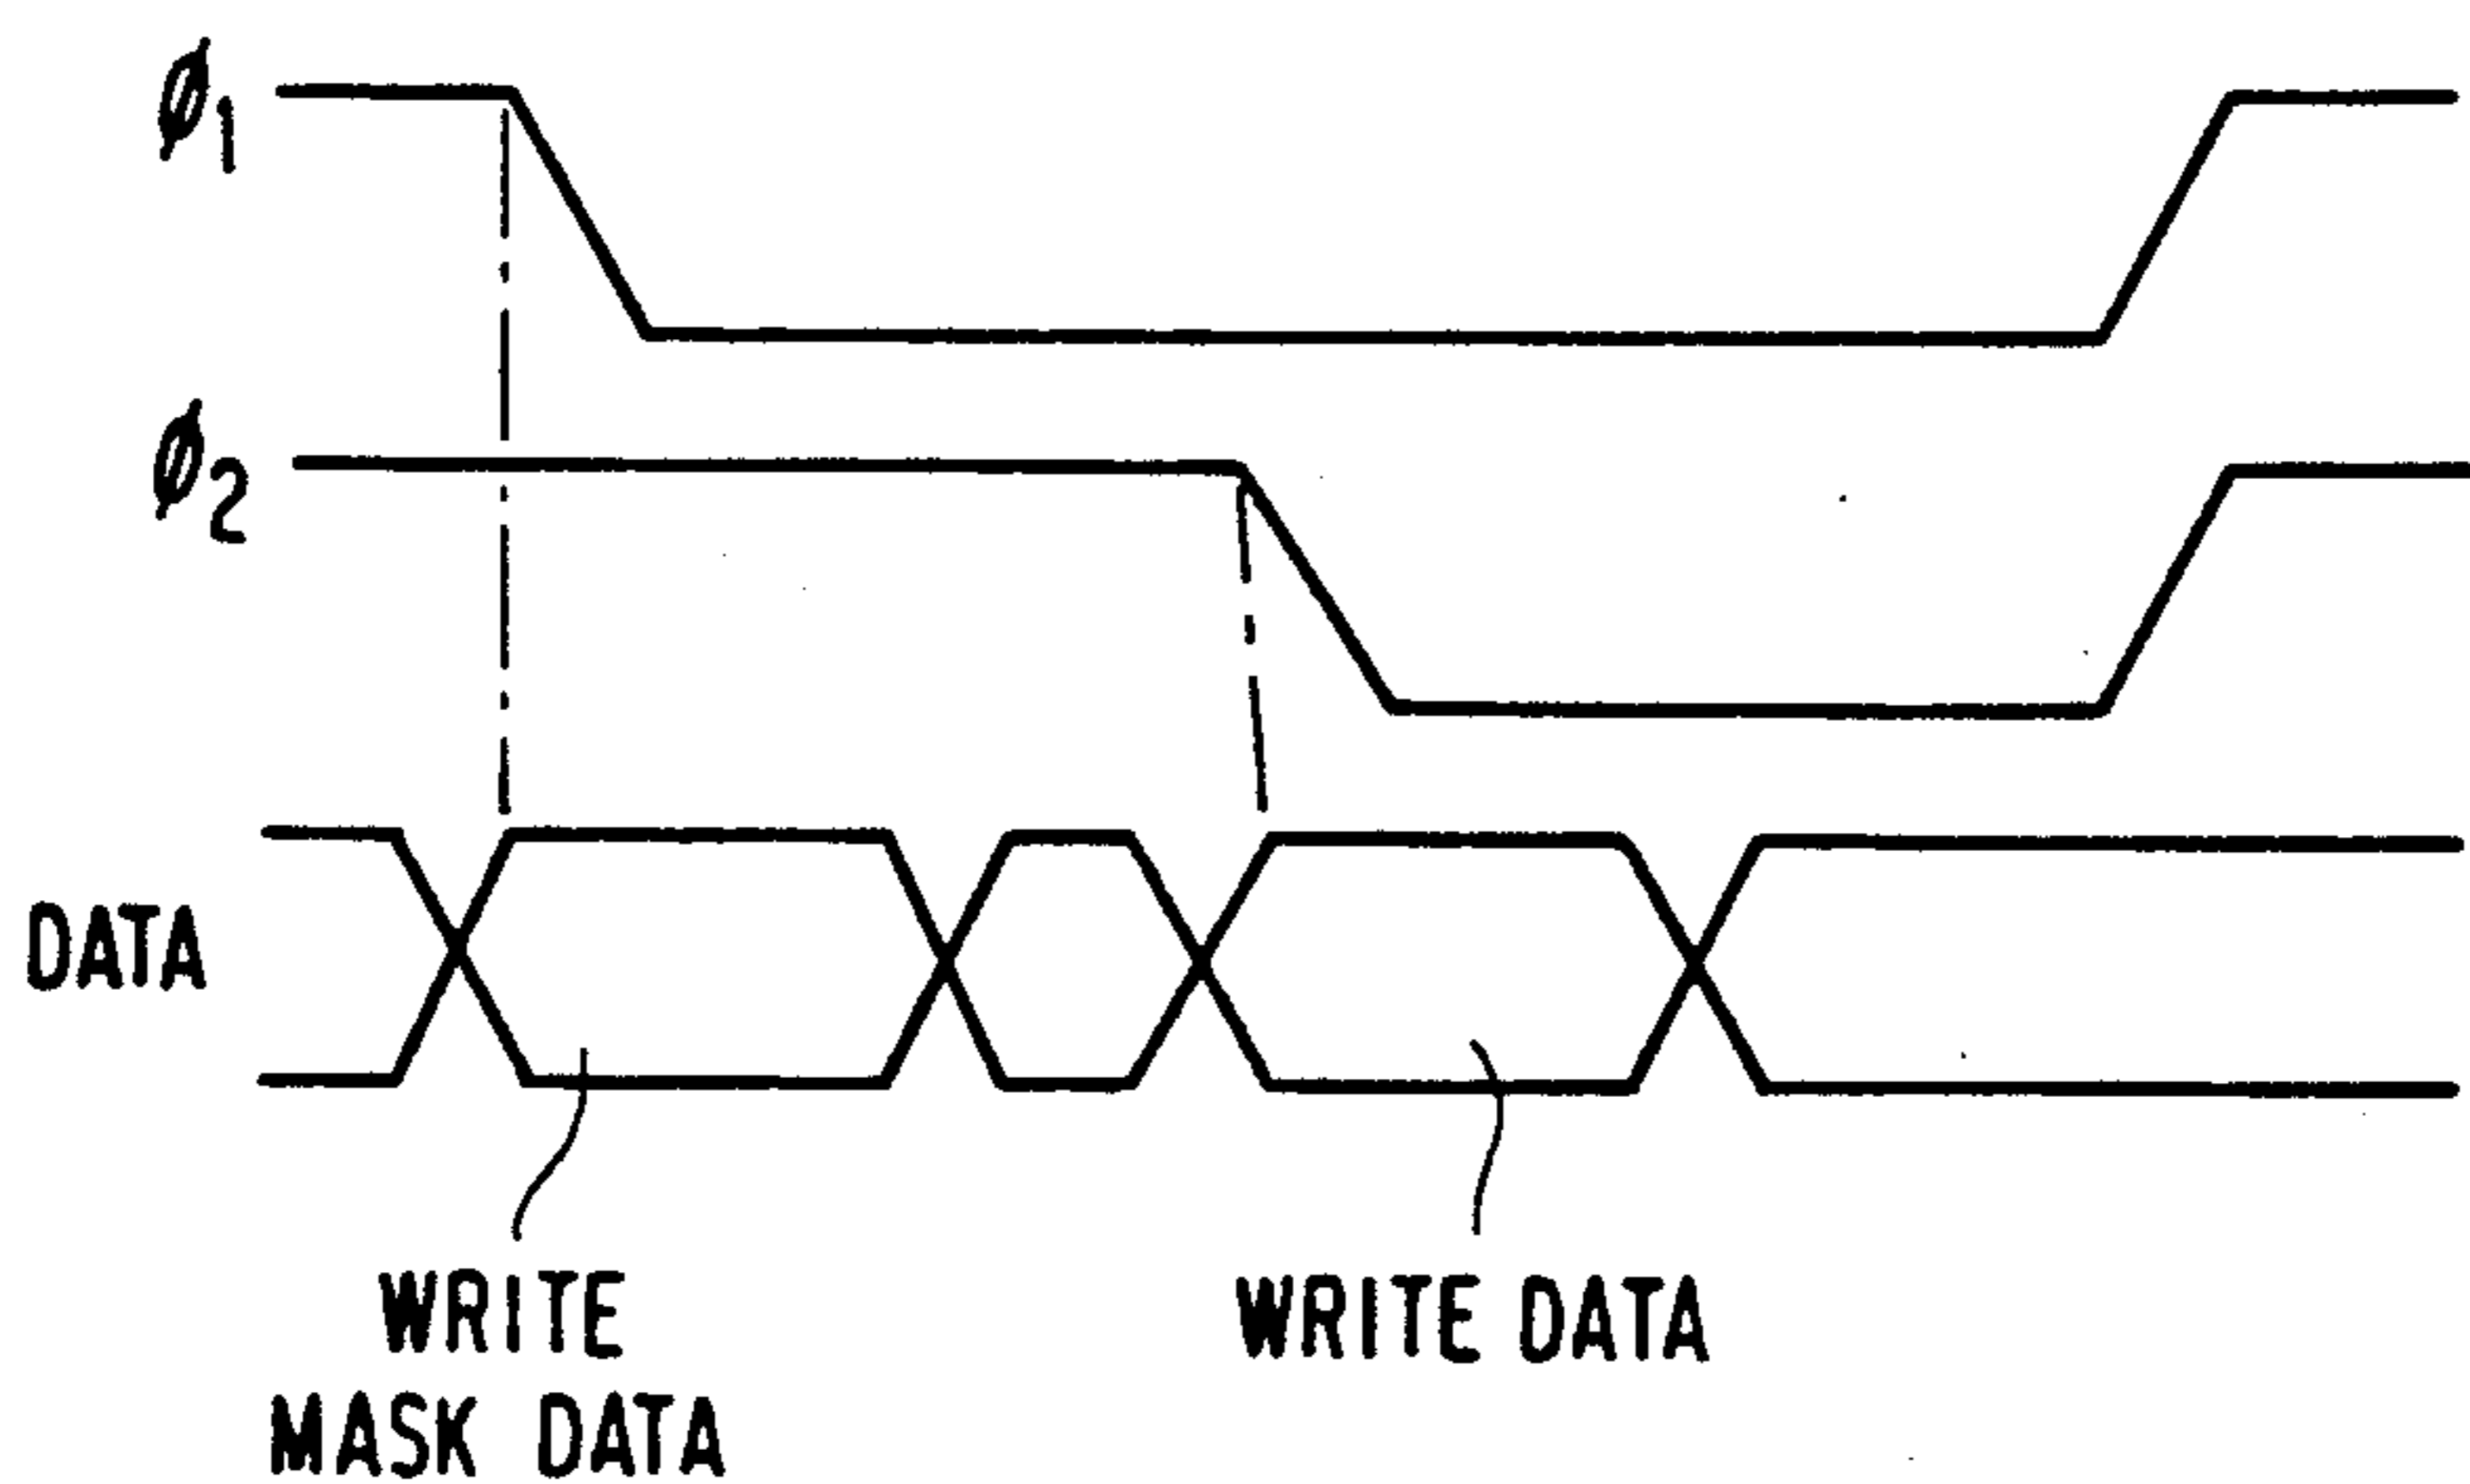 ϕ1
ϕ2
DATA
WRITE
MASK DATA
WRITE DATA